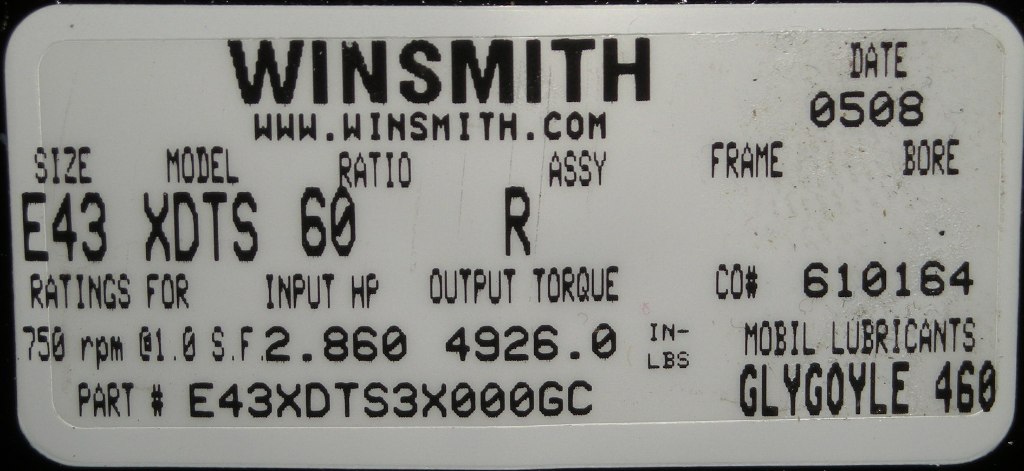 WINSMITH
WWW.WINSMITH.COM
DATE
0508
SIZE MODEL RATIO ASSY FRAME BORE
E43 XDTS 60 R
RATINGS FOR INPUT HP OUTPUT TORQUE CO# 610164
750 rpm @1.0 S.F. 2.860 4926.0 IN-LBS MOBIL LUBRICANTS
PART # E43XDTS3X000GC GLYGOYLE 460